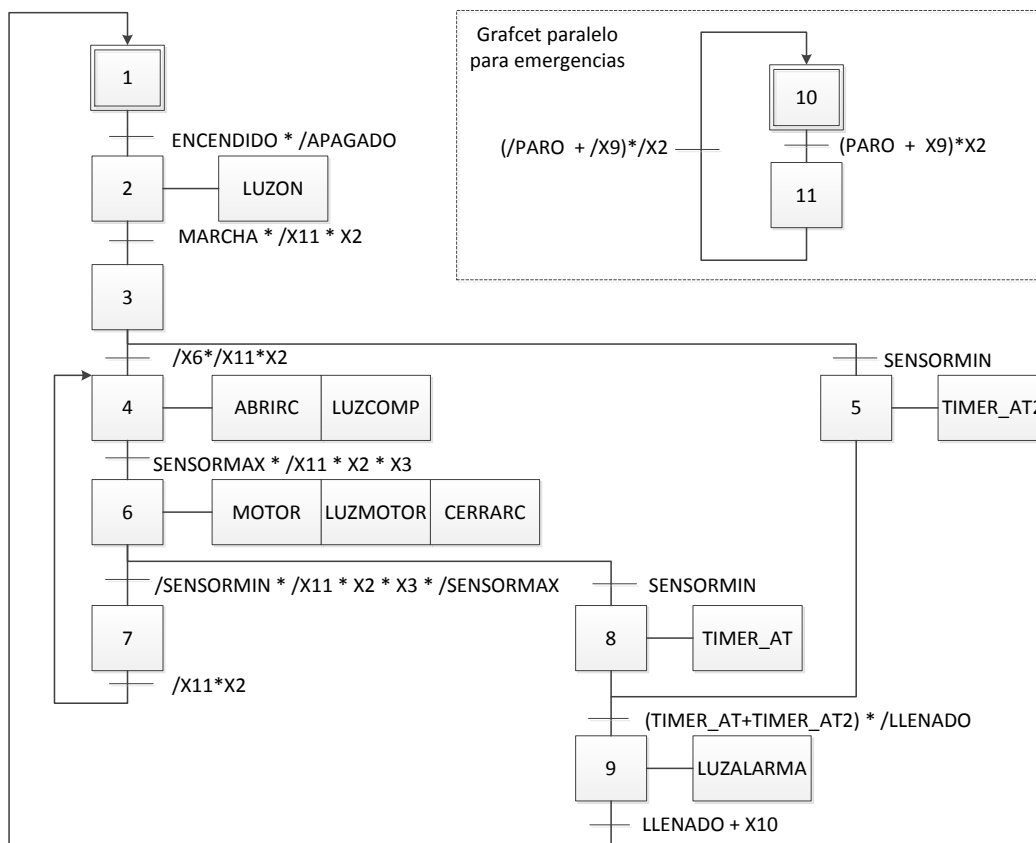 Grafcet paralelo
para emergencias
1
10
ENCENDIDO * /APAGADO
(/PARO + /X9)*/X2
(PARO + X9)*X2
2
LUZON
11
MARCHA * /X11 * X2
3
/X6*/X11*X2
SENSORMIN
4
ABRIRC
LUZCOMP
5
TIMER_AT2
SENSORMAX * /X11 * X2 * X3
6
MOTOR
LUZMOTOR
CERRARC
/SENSORMIN * /X11 * X2 * X3 * /SENSORMAX
SENSORMIN
7
8
TIMER_AT
/X11*X2
(TIMER_AT+TIMER_AT2) * /LLENADO
9
LUZALARMA
LLENADO + X10